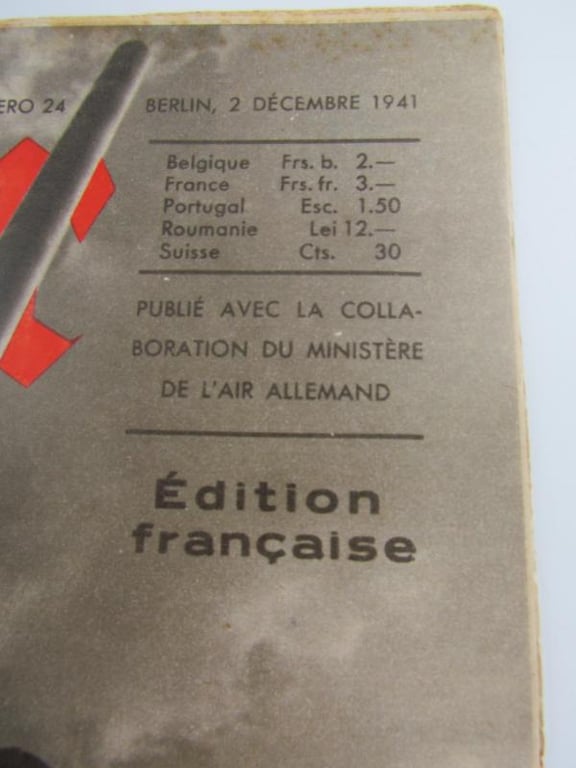 ERO 24
BERLIN, 2 DÉCEMBRE 1941
Belgique Frs. b. 2.—
France Frs. fr. 3.—
Portugal Esc. 1.50
Roumanie Lei 12.—
Suisse Cts. 30
PUBLIÉ AVEC LA COLLA-
BORATION DU MINISTÈRE
DE L'AIR ALLEMAND
Édition
française